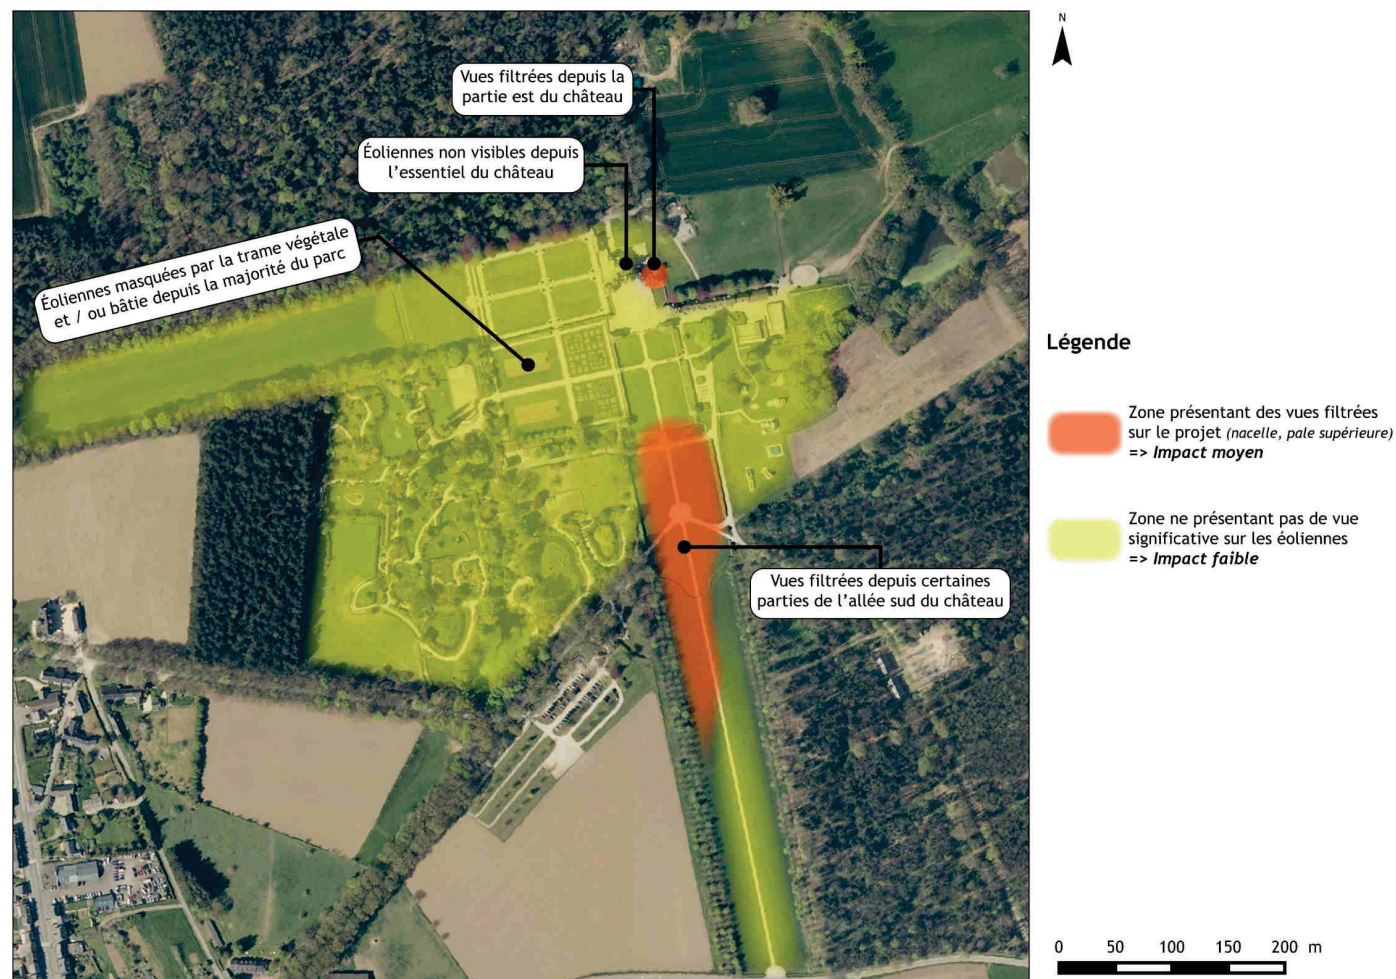 N
Vues filtrées depuis la
partie est du château
Éoliennes non visibles depuis
l'essentiel du château
Éoliennes masquées par la trame végétale
et / ou bâtie depuis la majorité du parc
Vues filtrées depuis certaines
parties de l'allée sud du château
Légende
Zone présentant des vues filtrées
sur le projet (nacelle, pale supérieure)
=> Impact moyen
Zone ne présentant pas de vue
significative sur les éoliennes
=> Impact faible
0 50 100 150 200 m